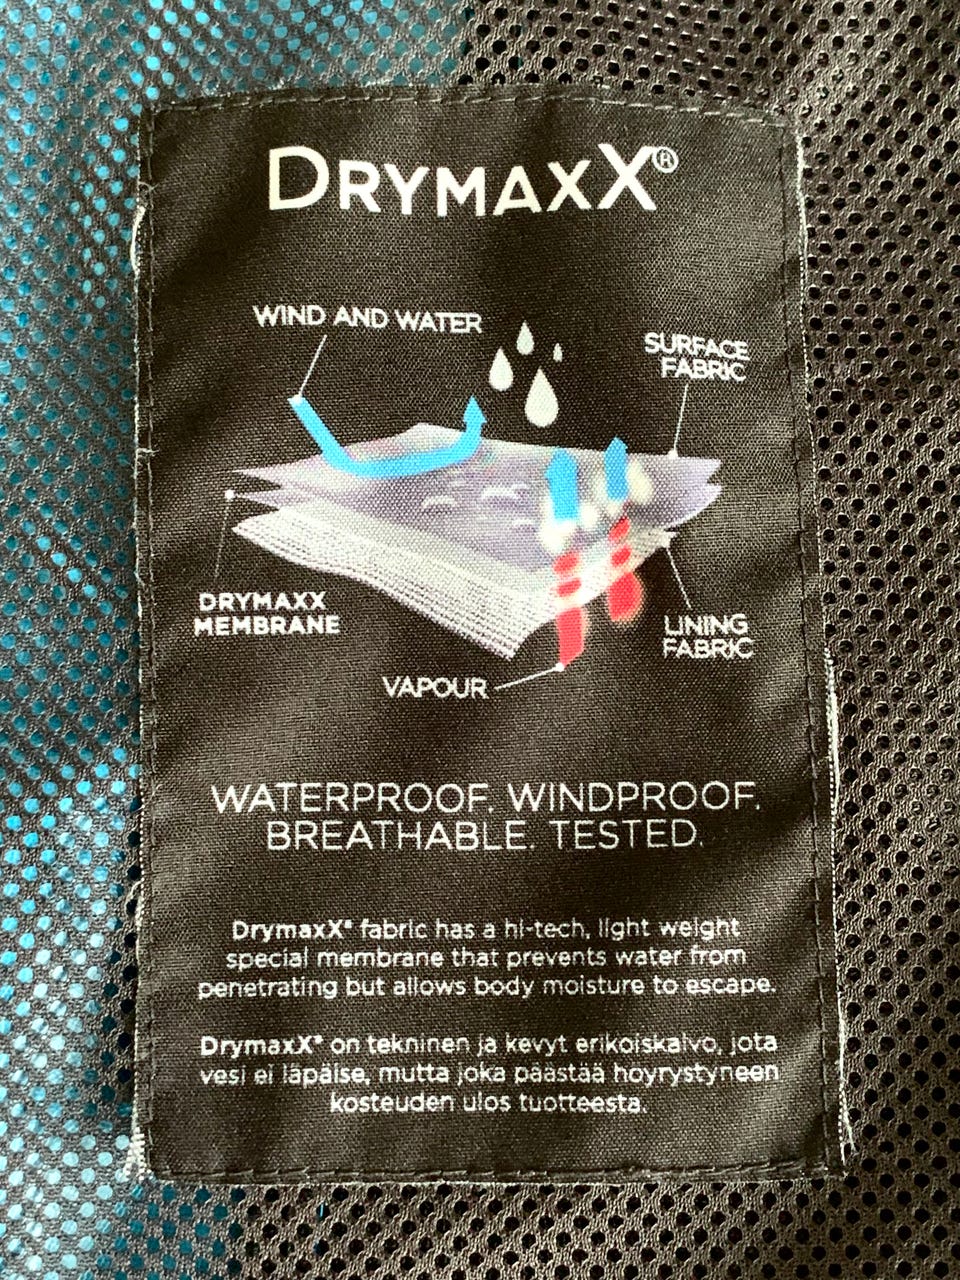 DRYMAXX®
WIND AND WATER
SURFACE
FABRIC
DRYMAXX
MEMBRANE
LINING
FABRIC
VAPOUR
WATERPROOF. WINDPROOF.
BREATHABLE. TESTED.
DrymaxX® fabric has a hi-tech, light weight
special membrane that prevents water from
penetrating but allows body moisture to escape.
DrymaxX® on tekninen ja kevyt erikoiskalvo, jota
vesi ei läpäise, mutta joka päästää höyrystyneen
kosteuden ulos tuotteesta.